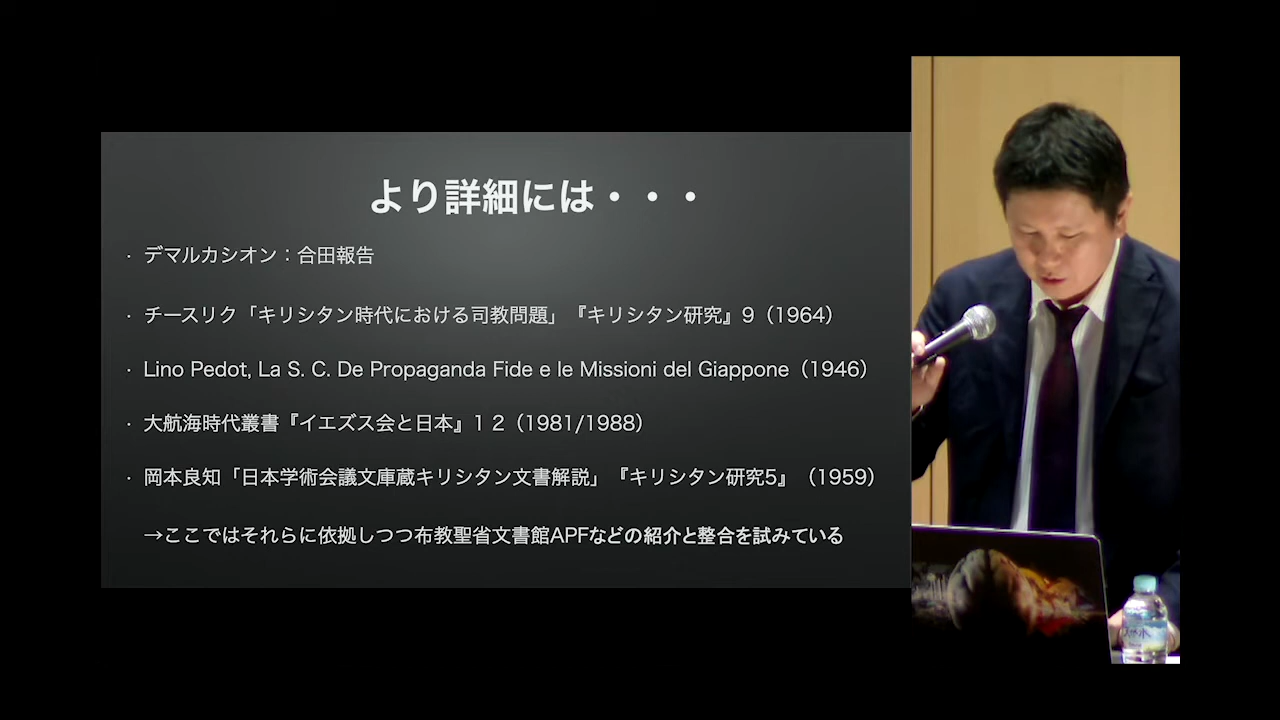 より詳細には・・・
・デマルカシオン：合田報告
・チースリク「キリシタン時代における司教問題」『キリシタン研究』9（1964）
・Lino Pedot, La S. C. De Propaganda Fide e le Missioni del Giappone（1946）
・大航海時代叢書『イエズス会と日本』1 2（1981/1988）
・岡本良知「日本学術会議文庫蔵キリシタン文書解説」『キリシタン研究5』（1959）
→ここではそれらに依拠しつつ布教聖省文書館APFなどの紹介と整合を試みている